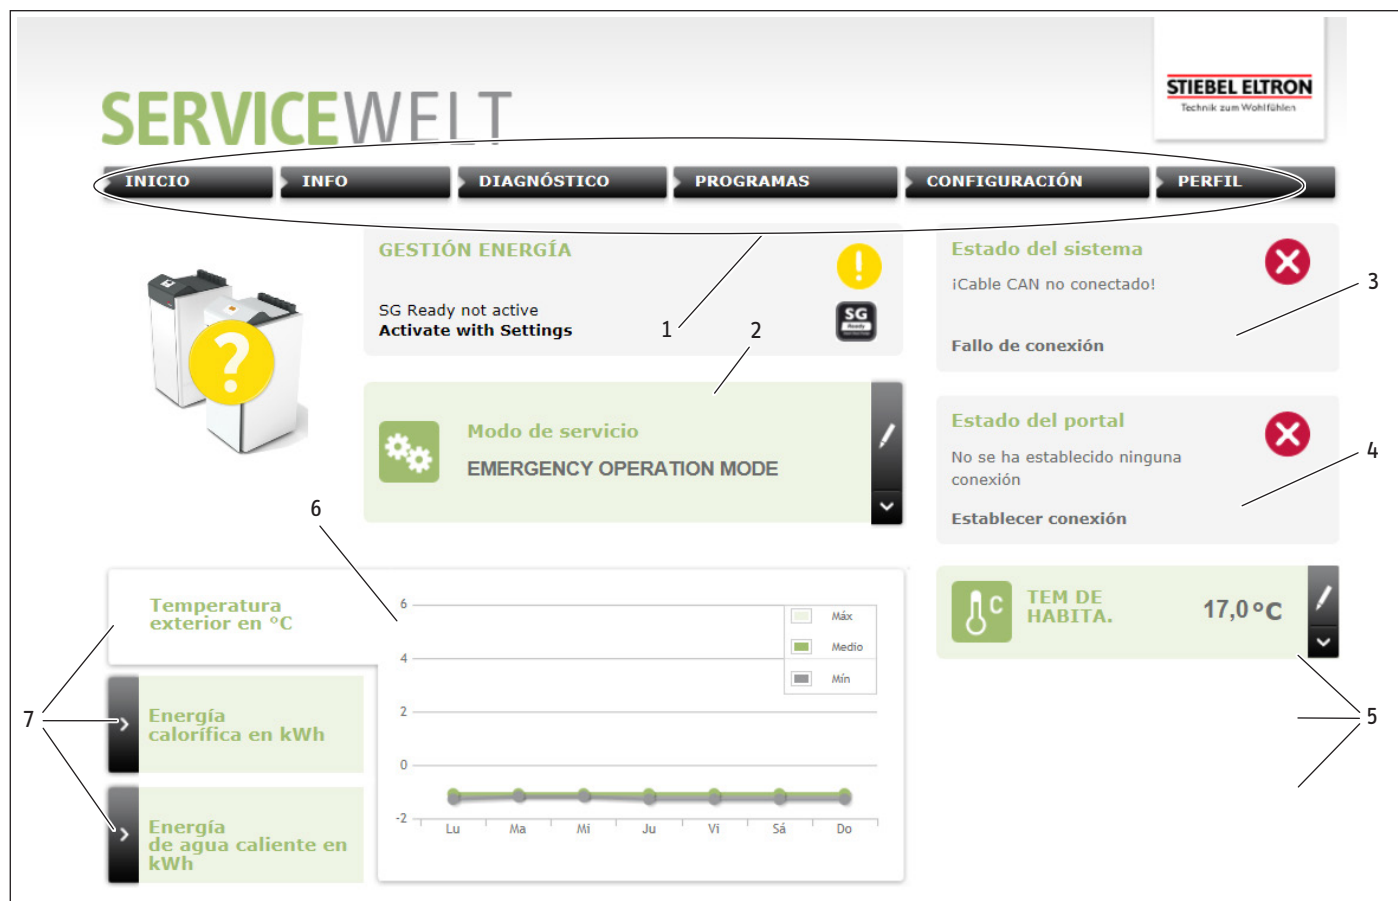 SERVICEWELT
STIEBEL ELTRON
Technik zum Wohlfühlen
INICIO
INFO
DIAGNÓSTICO
PROGRAMAS
CONFIGURACIÓN
PERFIL
GESTIÓN ENERGÍA
SG Ready not active
Activate with Settings
SG
Ready
1
2
Estado del sistema
¡Cable CAN no conectado!
Fallo de conexión
3
Modo de servicio
EMERGENCY OPERATION MODE
Estado del portal
No se ha establecido ninguna
conexión
Establecer conexión
4
6
Temperatura
exterior en °C
Energía
calorífica en kWh
Energía
de agua caliente en
kWh
7
6
4
2
0
-2
Lu
Ma
Mi
Ju
Vi
Sá
Do
Máx
Medio
Mín
C
TEM DE
HABITA.
17,0 °C
5